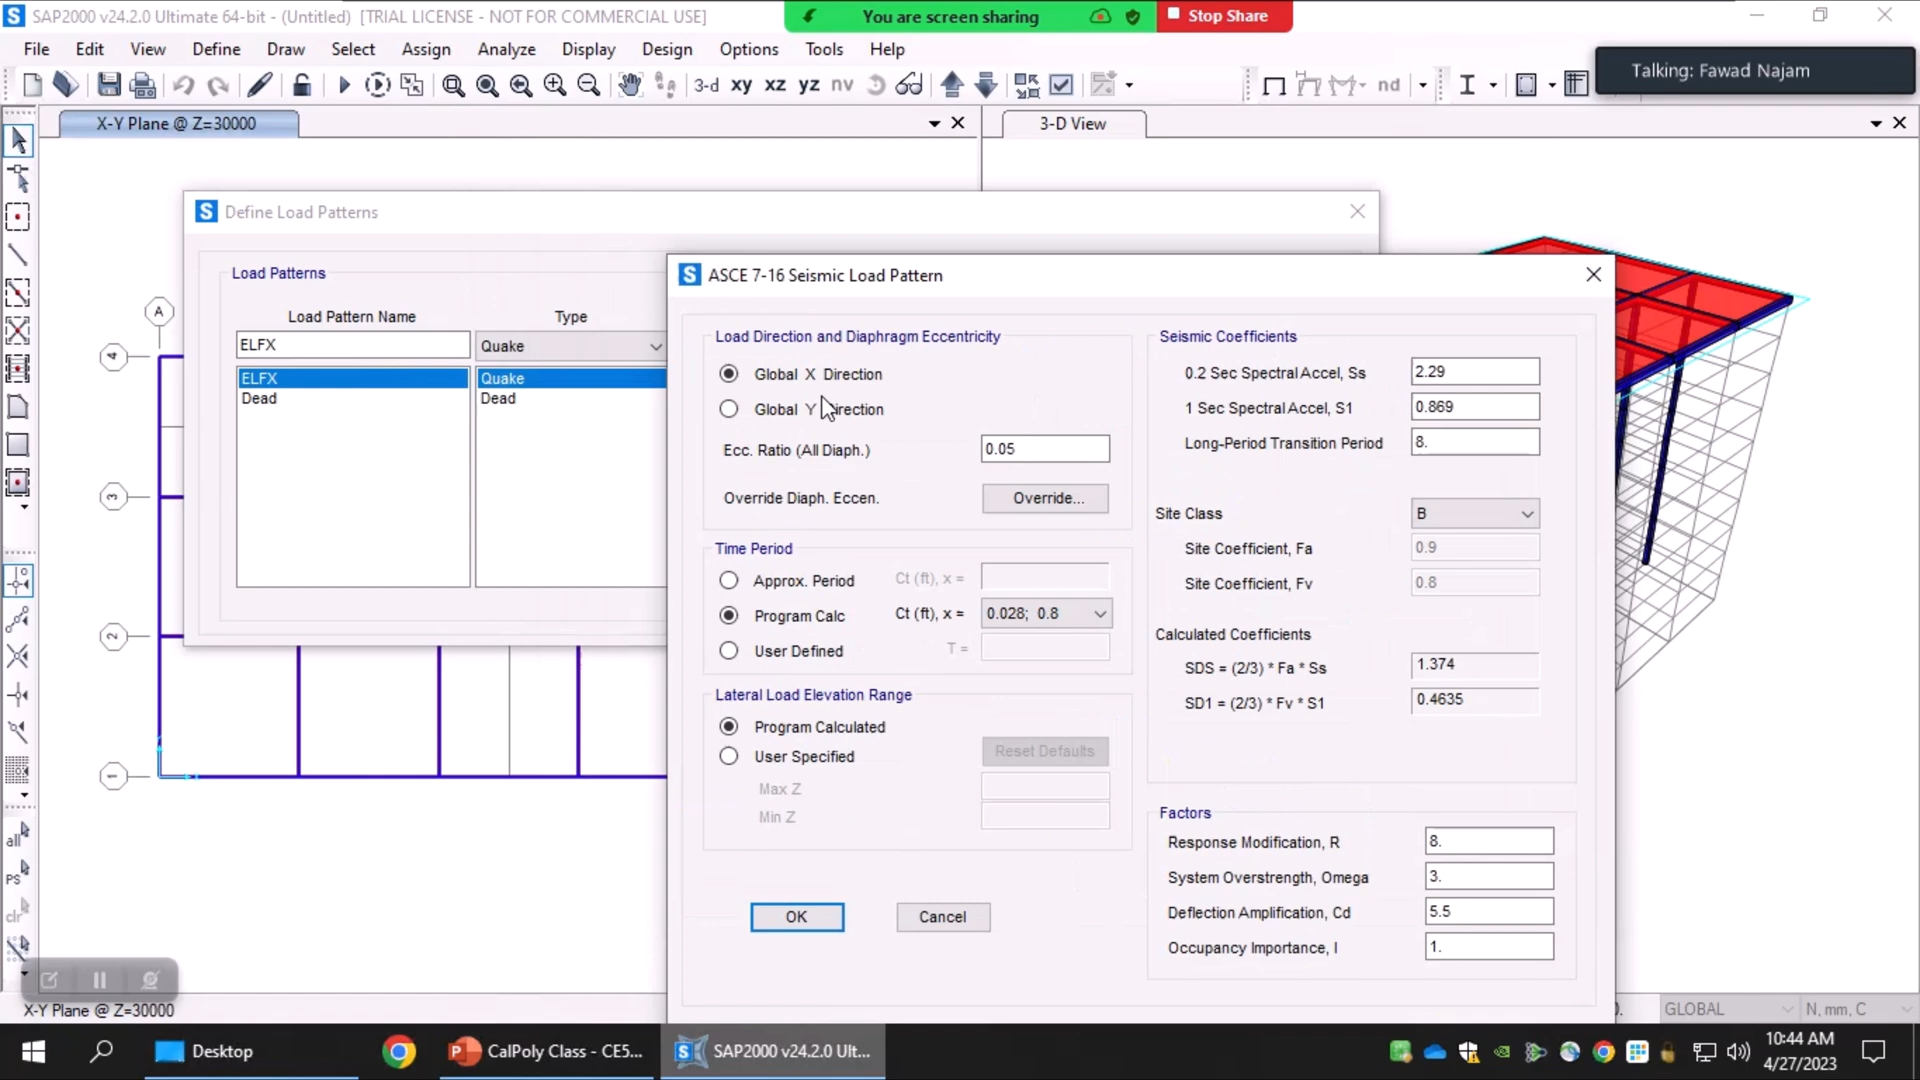 SAP2000 v24.2.0 Ultimate 64-bit - (Untitled) [TRIAL LICENSE - NOT FOR COMMERCIAL USE]
You are screen sharing
Stop Share
File Edit View Define Draw Select Assign Analyze Display Design Options Tools Help
3-d xy xz yz nv nd
Talking: Fawad Najam
X-Y Plane @ Z=30000
3-D View
Define Load Patterns
Load Patterns
Load Pattern Name Type
ELFX Quake
ELFX Quake
Dead Dead
A
4
3
2
1
ASCE 7-16 Seismic Load Pattern
Load Direction and Diaphragm Eccentricity
Global X Direction
Global Y Direction
Ecc. Ratio (All Diaph.) 0.05
Override Diaph. Eccen. Override...
Time Period
Approx. Period Ct (ft), x =
Program Calc Ct (ft), x = 0.028; 0.8
User Defined T =
Lateral Load Elevation Range
Program Calculated
User Specified Reset Defaults
Max Z
Min Z
OK Cancel
Seismic Coefficients
0.2 Sec Spectral Accel, Ss 2.29
1 Sec Spectral Accel, S1 0.869
Long-Period Transition Period 8.
Site Class B
Site Coefficient, Fa 0.9
Site Coefficient, Fv 0.8
Calculated Coefficients
SDS = (2/3) * Fa * Ss 1.374
SD1 = (2/3) * Fv * S1 0.4635
Factors
Response Modification, R 8.
System Overstrength, Omega 3.
Deflection Amplification, Cd 5.5
Occupancy Importance, I 1.
all
PS
clr
X-Y Plane @ Z=30000
GLOBAL N, mm, C
Desktop
CalPoly Class - CE5...
SAP2000 v24.2.0 Ult...
10:44 AM
4/27/2023